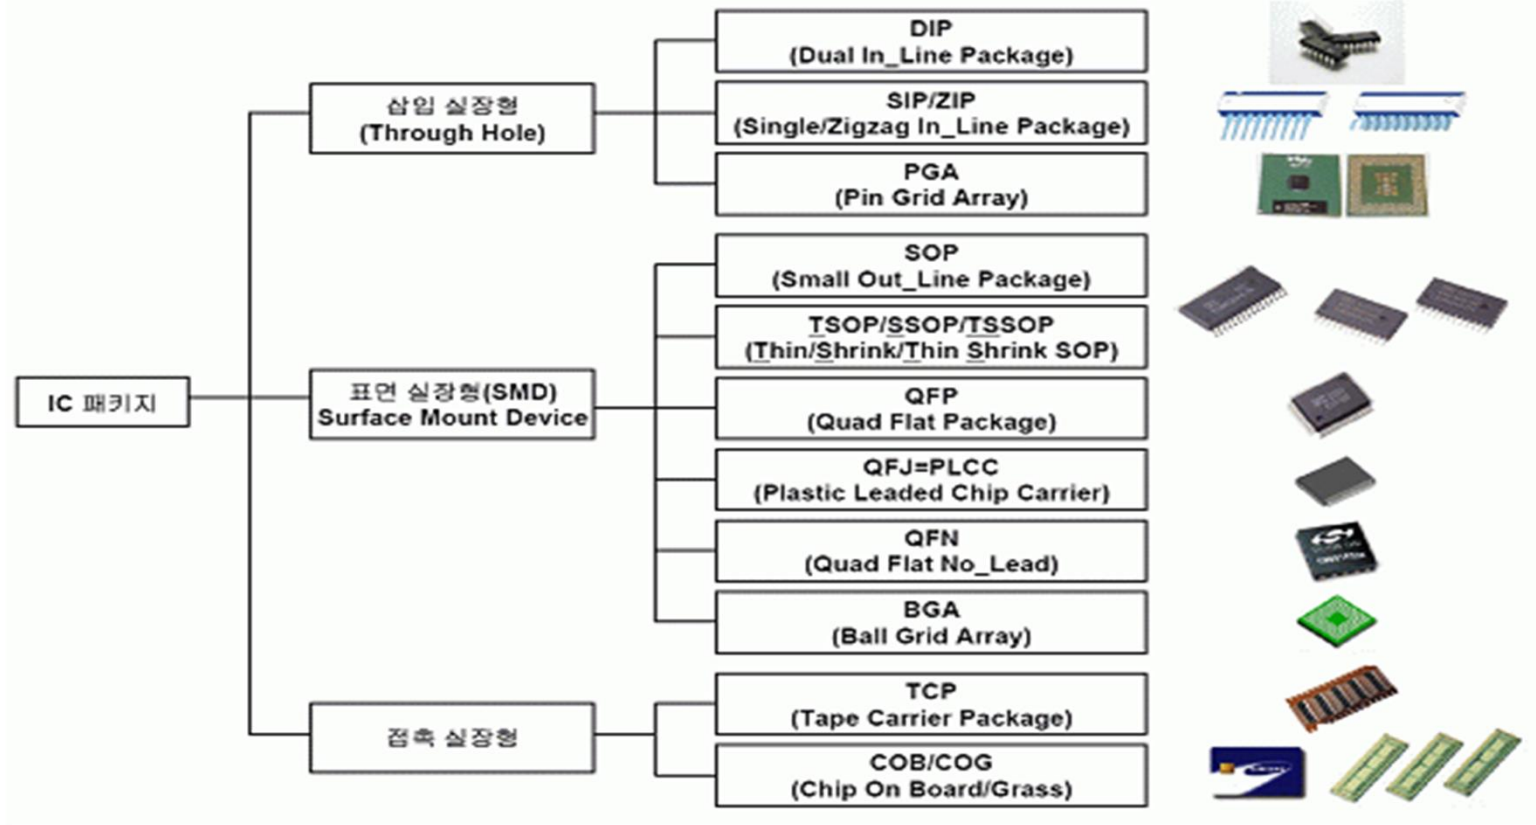 IC 패키지
삽입 실장형
(Through Hole)
DIP
(Dual In_Line Package)
SIP/ZIP
(Single/Zigzag In_Line Package)
PGA
(Pin Grid Array)
표면 실장형(SMD)
Surface Mount Device
SOP
(Small Out_Line Package)
TSOP/SSOP/TSSOP
(Thin/Shrink/Thin Shrink SOP)
QFP
(Quad Flat Package)
QFJ=PLCC
(Plastic Leaded Chip Carrier)
QFN
(Quad Flat No_Lead)
BGA
(Ball Grid Array)
접촉 실장형
TCP
(Tape Carrier Package)
COB/COG
(Chip On Board/Grass)